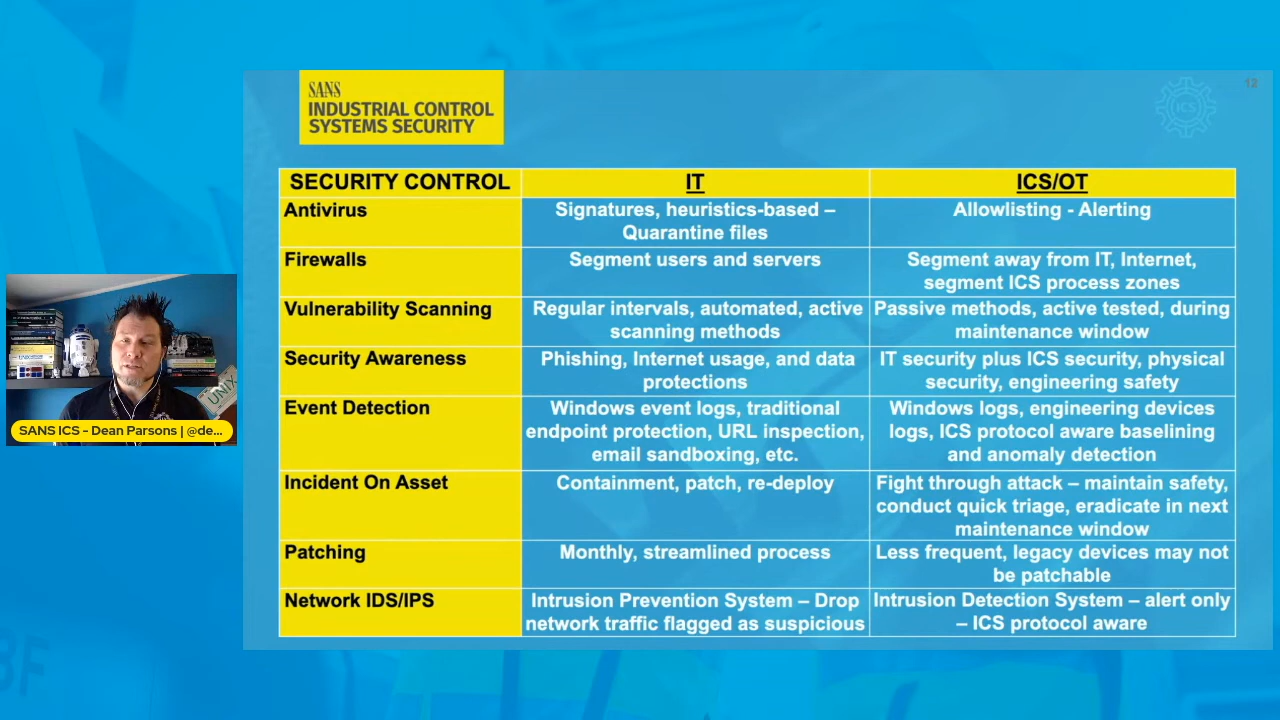 SANS
INDUSTRIAL CONTROL
SYSTEMS SECURITY
12
ICS
SECURITY CONTROL
IT
ICS/OT
Antivirus
Signatures, heuristics-based –
Quarantine files
Allowlisting - Alerting
Firewalls
Segment users and servers
Segment away from IT, Internet,
segment ICS process zones
Vulnerability Scanning
Regular intervals, automated, active
scanning methods
Passive methods, active tested, during
maintenance window
Security Awareness
Phishing, Internet usage, and data
protections
IT security plus ICS security, physical
security, engineering safety
Event Detection
Windows event logs, traditional
endpoint protection, URL inspection,
email sandboxing, etc.
Windows logs, engineering devices
logs, ICS protocol aware baselining
and anomaly detection
Incident On Asset
Containment, patch, re-deploy
Fight through attack – maintain safety,
conduct quick triage, eradicate in next
maintenance window
Patching
Monthly, streamlined process
Less frequent, legacy devices may not
be patchable
Network IDS/IPS
Intrusion Prevention System – Drop
network traffic flagged as suspicious
Intrusion Detection System – alert only
– ICS protocol aware
UNIX
SANS ICS - Dean Parsons | @de...